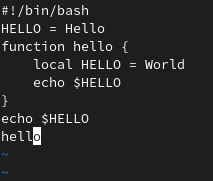 #!/bin/bash
HELLO = Hello
function hello {
    local HELLO = World
    echo $HELLO
}
echo $HELLO
hello
~
~